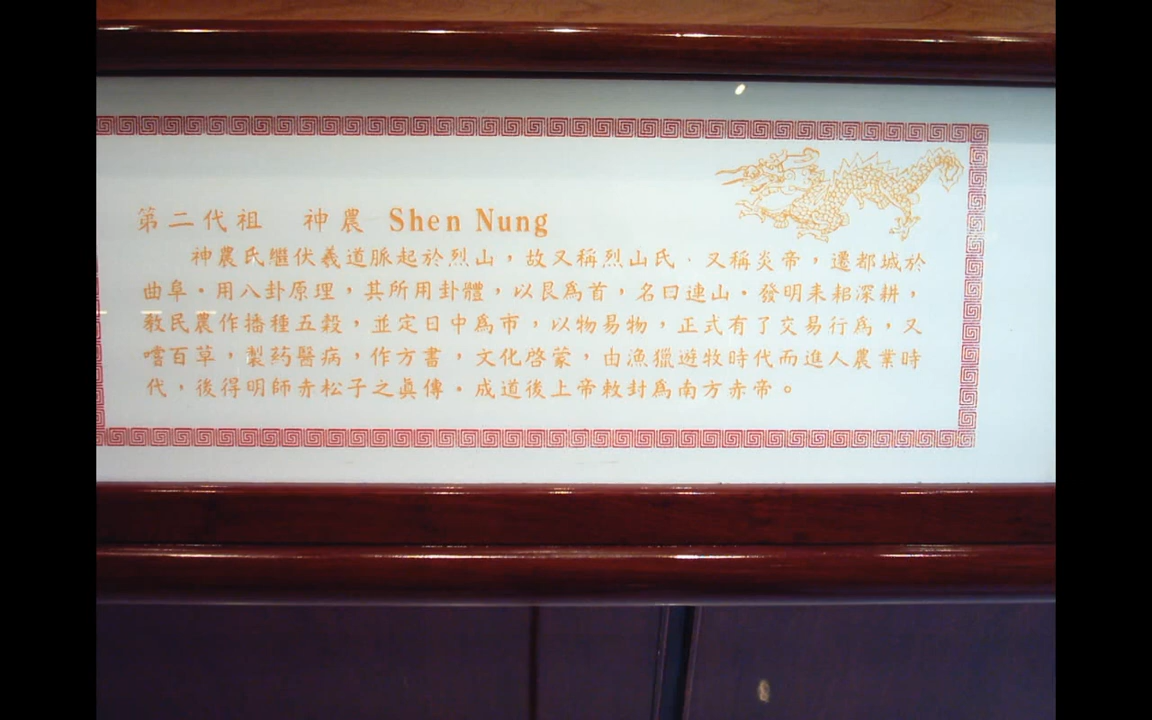 第二代祖 神農 Shen Nung
神農氏繼伏羲道脈起於烈山，故又稱烈山氏．又稱炎帝，遷都城於
曲阜．用八卦原理，其所用卦體，以艮為首，名曰連山．發明耒耜深耕，
教民農作播種五穀，並定日中為市，以物易物，正式有了交易行為，又
嚐百草，製药醫病，作方書，文化啓蒙，由漁獵遊牧時代而進人農業時
代，後得明師赤松子之眞傳．成道後上帝敕封為南方赤帝。